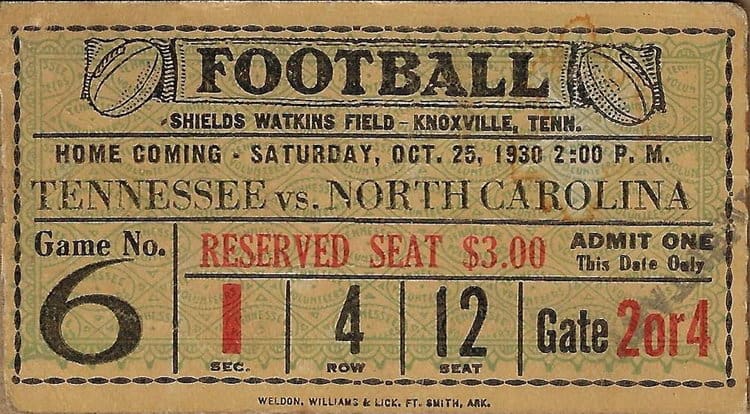 FOOTBALL
SHIELDS WATKINS FIELD - KNOXVILLE, TENN.
HOME COMING - SATURDAY, OCT. 25, 1930 2:00 P. M.
TENNESSEE vs. NORTH CAROLINA
Game No. 6
RESERVED SEAT $3.00
ADMIT ONE
This Date Only
1 SEC.
4 ROW
12 SEAT
Gate 2or4
WELDON, WILLIAMS & LICK, FT. SMITH, ARK.